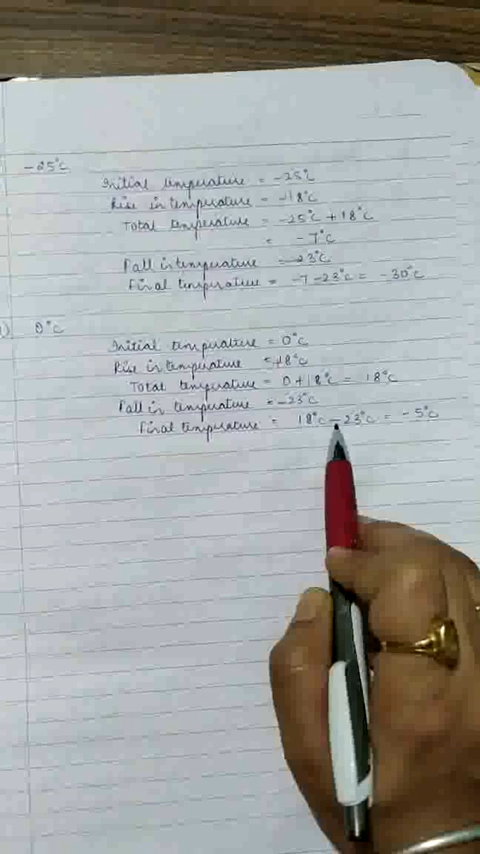 -25°C
Initial temperature = -25°C
Rise in temperature = +18°C
Total temperature = -25°C + 18°C
= -7°C
Fall in temperature = -23°C
Final temperature = -7-23°C = -30°C
0°C
Initial temperature = 0°C
Rise in temperature = +18°C
Total temperature = 0+18°C = 18°C
Fall in temperature = -23°C
Final temperature = 18°C - 23°C = -5°C